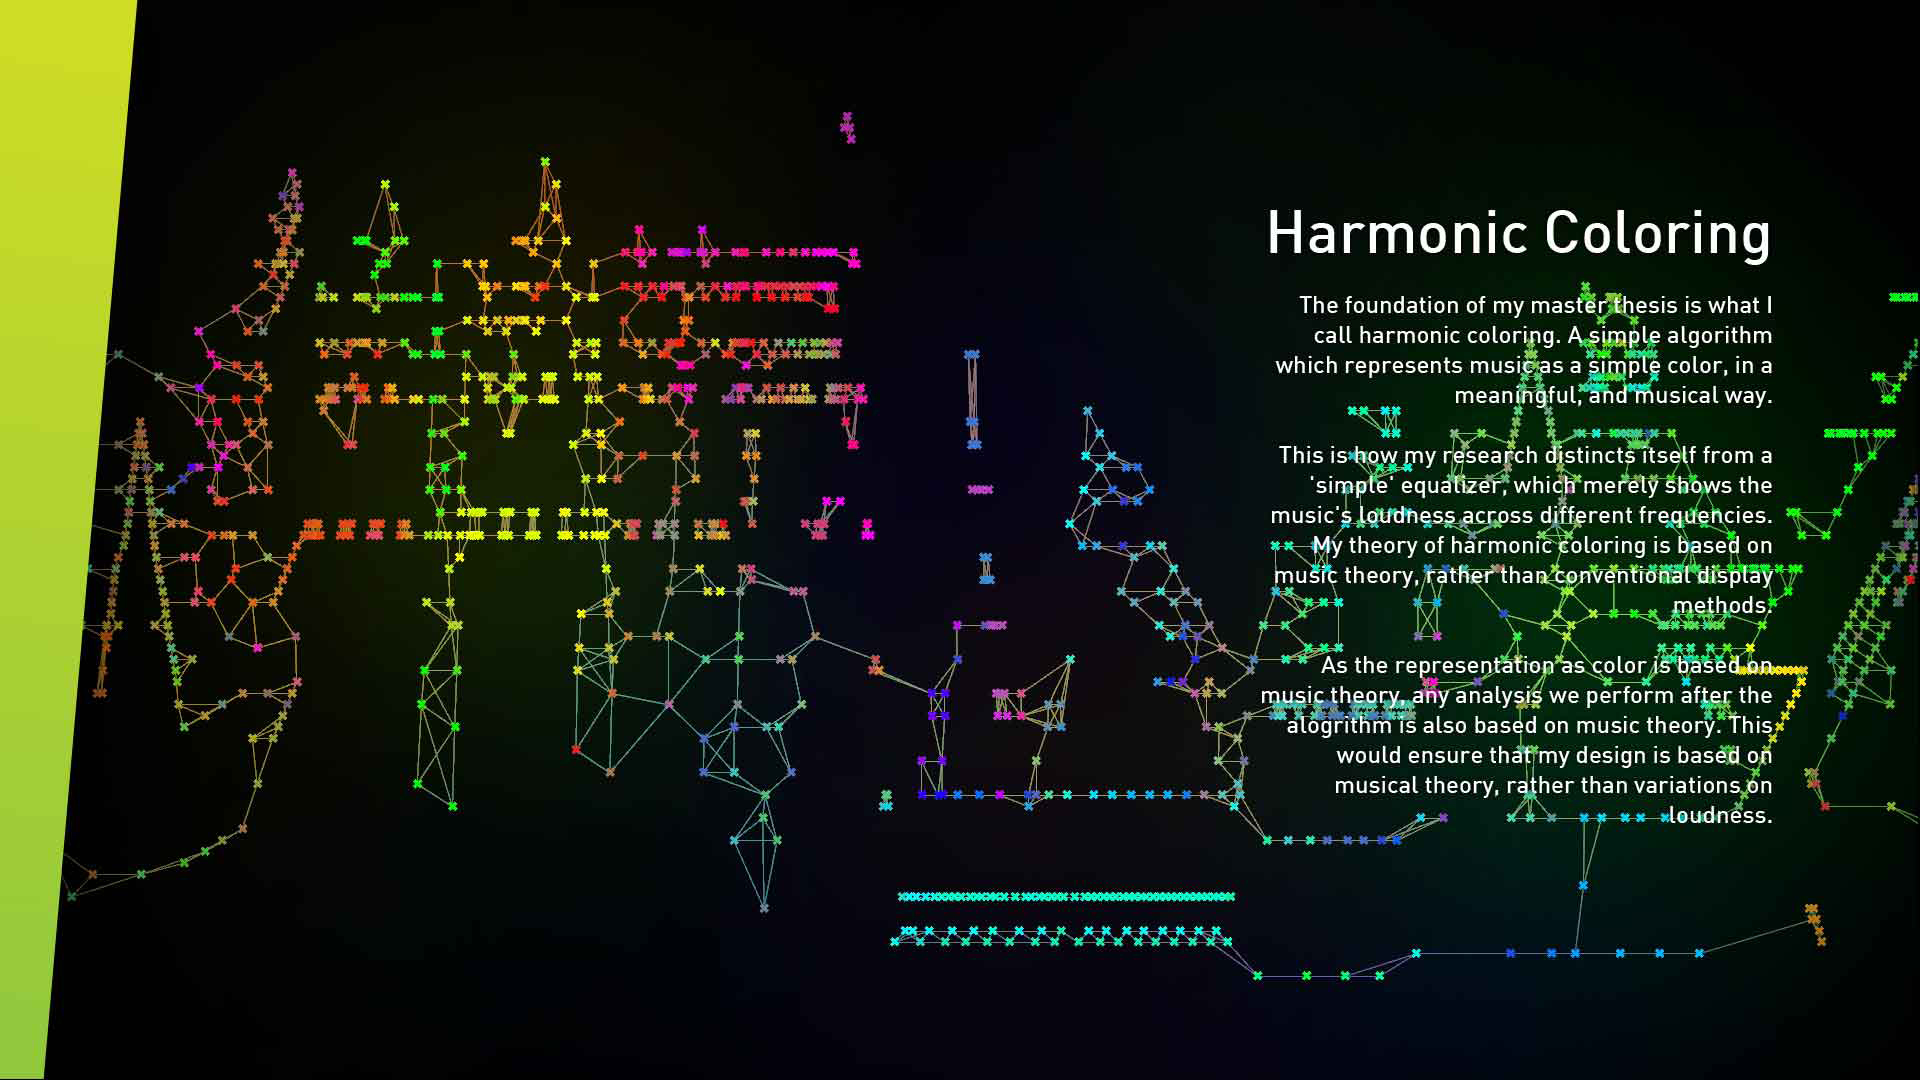 Harmonic Coloring
The foundation of my master thesis is what I
call harmonic coloring. A simple algorithm
which represents music as a simple color, in a
meaningful, and musical way.
This is how my research distincts itself from a
'simple' equalizer, which merely shows the
music's loudness across different frequencies.
My theory of harmonic coloring is based on
music theory, rather than conventional display
methods.
As the representation as color is based on
music theory, any analysis we perform after the
alogrithm is also based on music theory. This
would ensure that my design is based on
musical theory, rather than variations on
loudness.